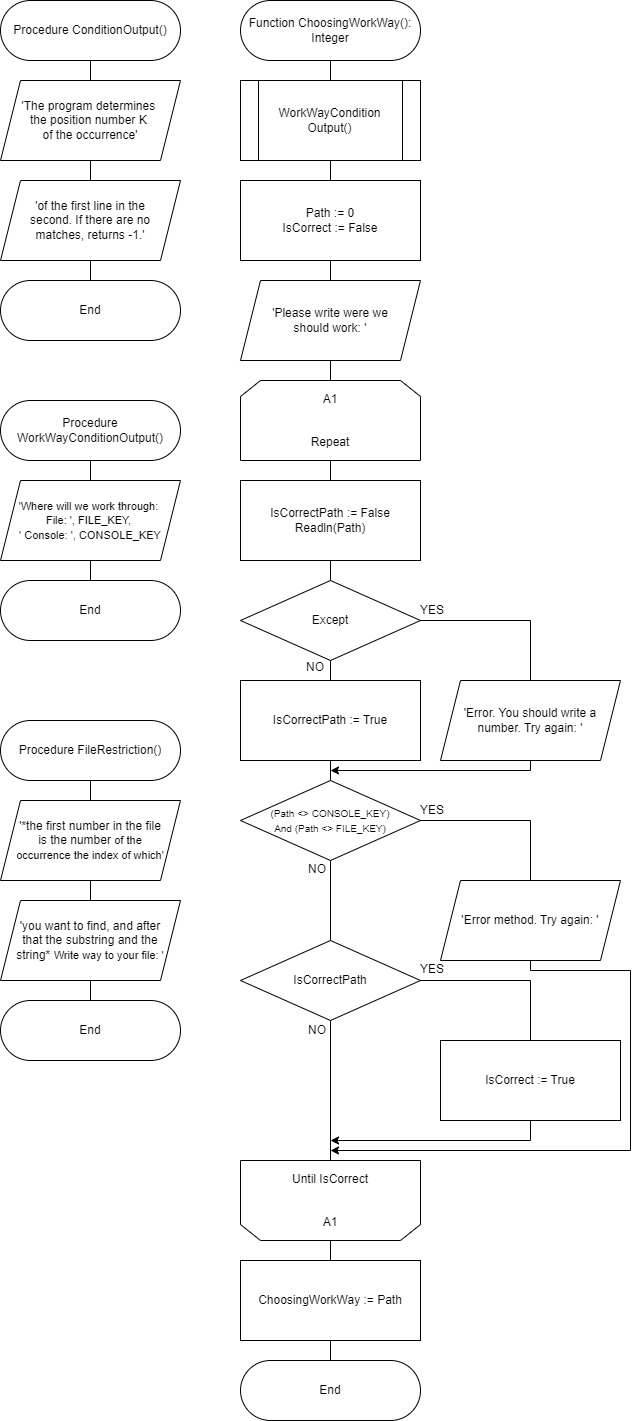 Procedure ConditionOutput()
'The program determines
the position number K
of the occurrence'
'of the first line in the
second. If there are no
matches, returns -1.'
End
Procedure
WorkWayConditionOutput()
'Where will we work through:
File: ', FILE_KEY,
' Console: ', CONSOLE_KEY
End
Procedure FileRestriction()
'*the first number in the file
is the number of the
occurrence the index of which'
'you want to find, and after
that the substring and the
string* Write way to your file: '
End
Function ChoosingWorkWay():
Integer
WorkWayCondition
Output()
Path := 0
IsCorrect := False
'Please write were we
should work: '
A1
Repeat
IsCorrectPath := False
Readln(Path)
Except
YES
NO
IsCorrectPath := True
'Error. You should write a
number. Try again: '
(Path <> CONSOLE_KEY)
And (Path <> FILE_KEY)
YES
NO
'Error method. Try again: '
IsCorrectPath
YES
NO
IsCorrect := True
Until IsCorrect
A1
ChoosingWorkWay := Path
End